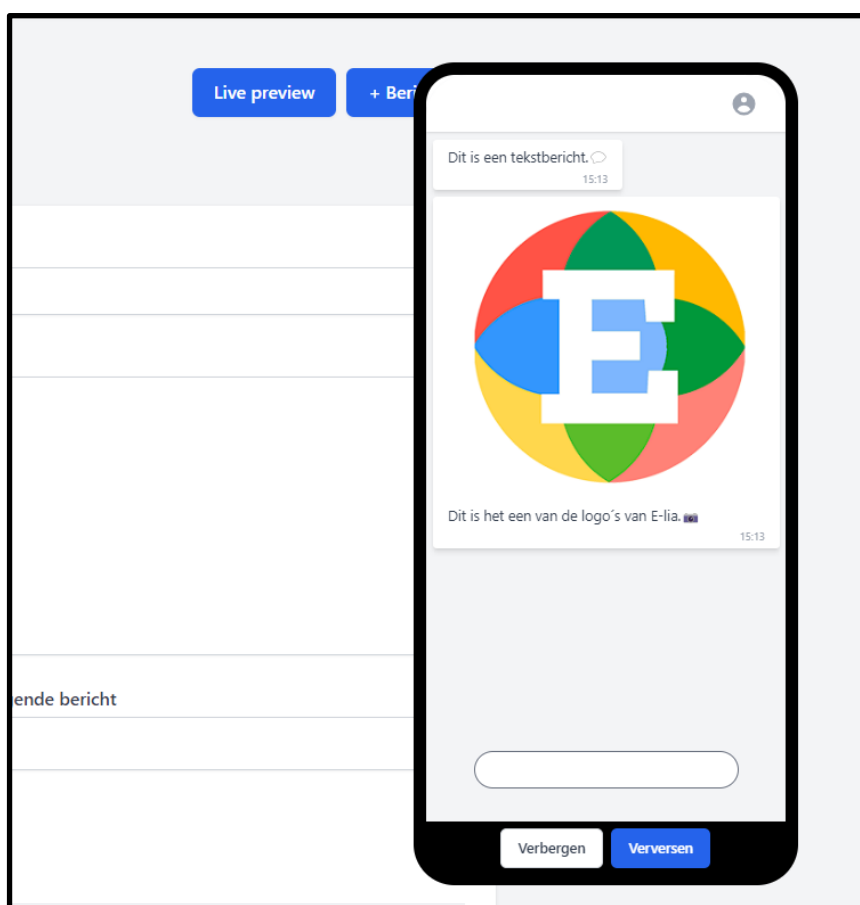 Live preview
+ Beri
Dit is een tekstbericht.💬
15:13
E
Dit is het een van de logo´s van E-lia.📷
15:13
ende bericht
Verbergen
Verversen